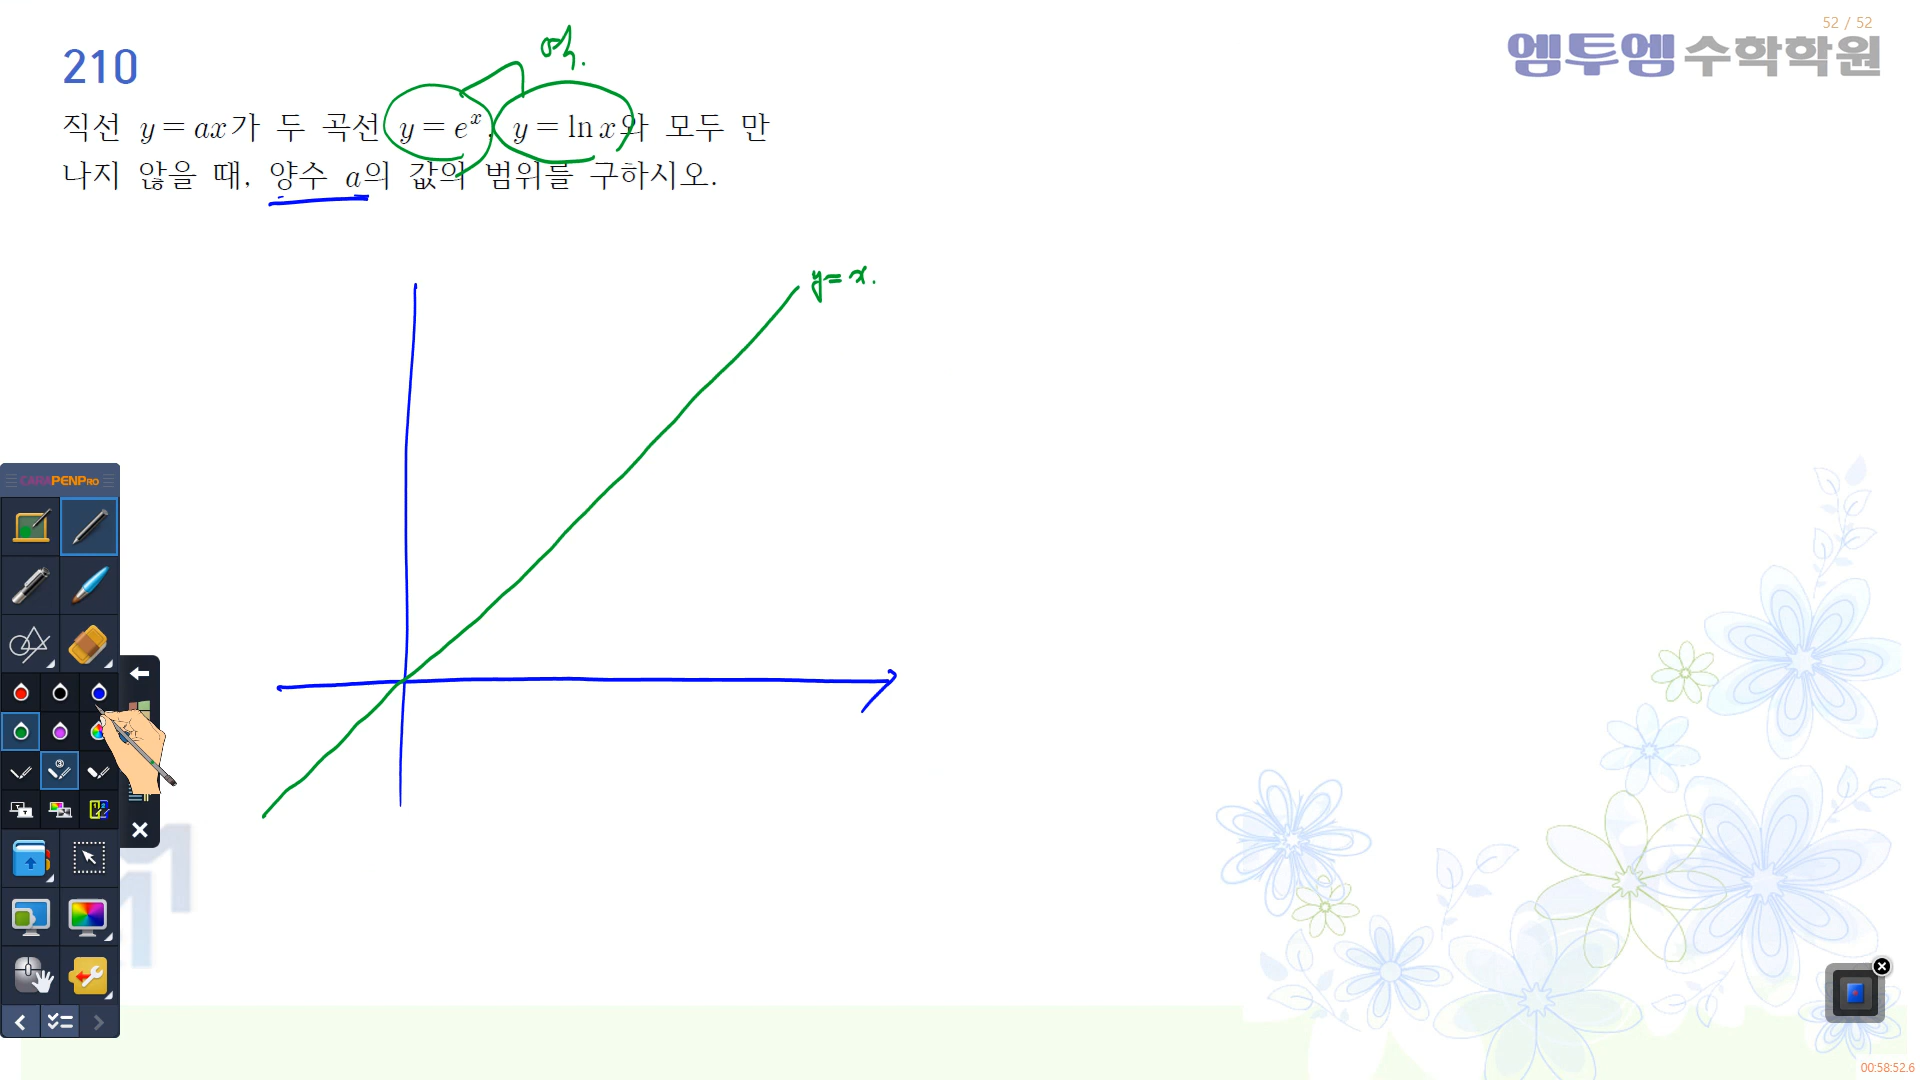 52 / 52
엠투엠 수학학원
210
직선 y = ax가 두 곡선 y = eˣ, y = ln x와 모두 만
나지 않을 때, 양수 a의 값의 범위를 구하시오.
y = x.
CARAPENPRO
00:58:52.6